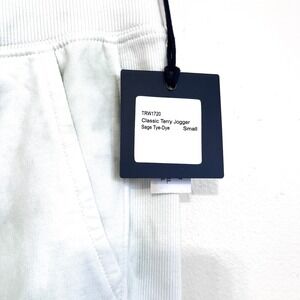 TRW1720
Classic Terry Jogger
Sage Tye-Dye Small